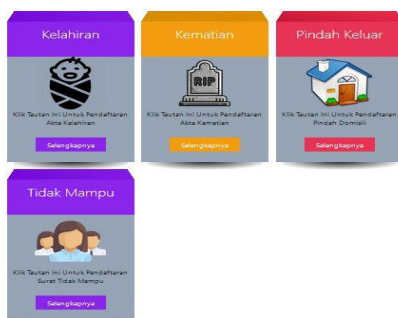 Kelahiran
Klik Tautan Ini Untuk Pendaftaran
Akta Kelahiran
Selengkapnya
Kematian
RIP
Klik Tautan Ini Untuk Pendaftaran
Akta Kematian
Selengkapnya
Pindah Keluar
Klik Tautan Ini Untuk Pendaftaran
Pindah Domisili
Selengkapnya
Tidak Mampu
Klik Tautan Ini Untuk Pendaftaran
Surat Tidak Mampu
Selengkapnya